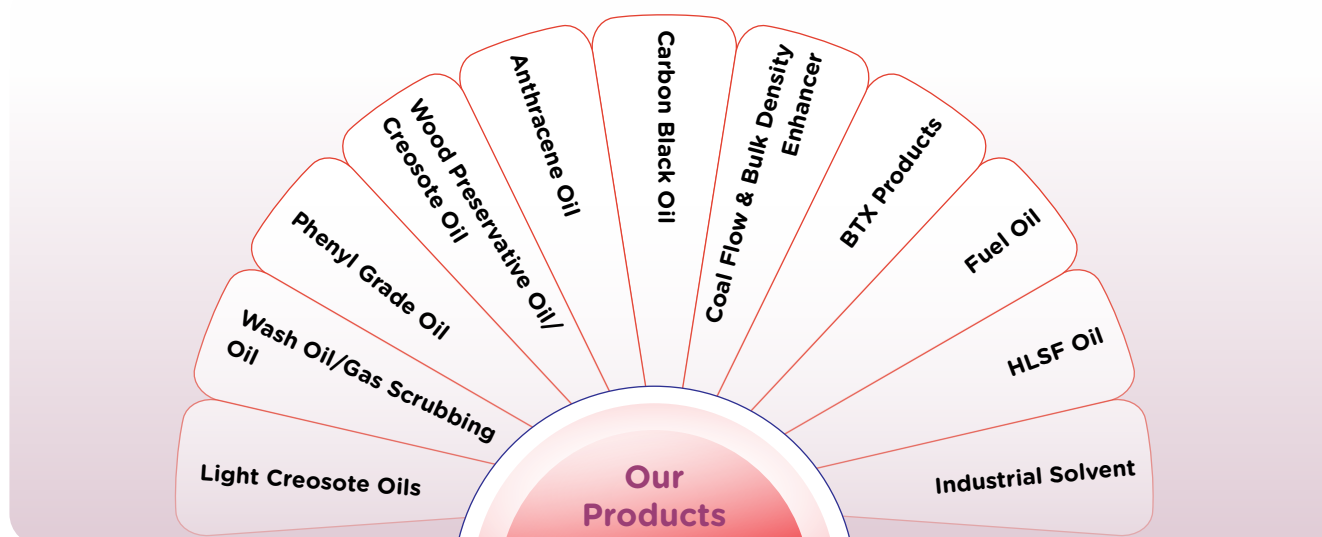 Light Creosote Oils
Wash Oil/Gas Scrubbing
Oil
Phenyl Grade Oil
Wood Preservative Oil/
Creosote Oil
Anthracene Oil
Carbon Black Oil
Coal Flow & Bulk Density
Enhancer
BTX Products
Fuel Oil
HLSF Oil
Industrial Solvent
Our
Products